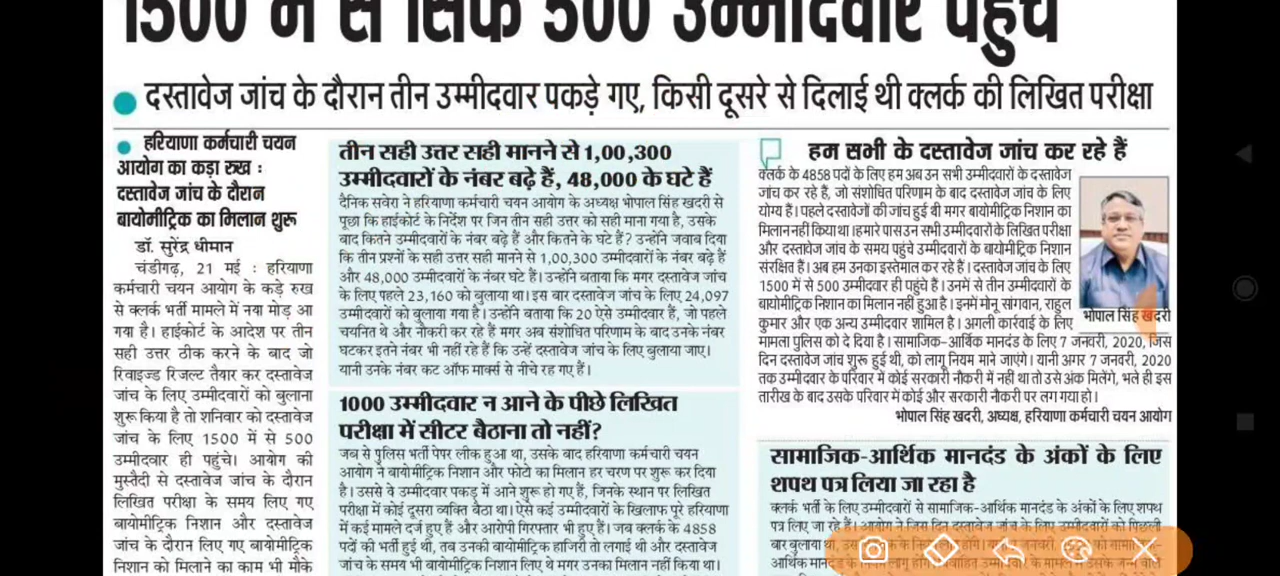 1500 में से सिर्फ 500 उम्मीदवार पहुंचे
दस्तावेज जांच के दौरान तीन उम्मीदवार पकड़े गए, किसी दूसरे से दिलाई थी क्लर्क की लिखित परीक्षा
हरियाणा कर्मचारी चयन
आयोग का कड़ा रुख :
दस्तावेज जांच के दौरान
बायोमीट्रिक का मिलान शुरू
डॉ. सुरेंद्र धीमान
चंडीगढ़, 21 मई : हरियाणा
कर्मचारी चयन आयोग के कड़े रुख
से क्लर्क भर्ती मामले में नया मोड़ आ
गया है। हाईकोर्ट के आदेश पर तीन
सही उत्तर ठीक करने के बाद जो
रिवाइज्ड रिजल्ट तैयार कर दस्तावेज
जांच के लिए उम्मीदवारों को बुलाना
शुरू किया है तो शनिवार को दस्तावेज
जांच के लिए 1500 में से 500
उम्मीदवार ही पहुंचे। आयोग की
मुस्तैदी से दस्तावेज जांच के दौरान
लिखित परीक्षा के समय लिए गए
बायोमीट्रिक निशान और दस्तावेज
जांच के दौरान लिए गए बायोमीट्रिक
निशान को मिलाने का काम भी मौके
तीन सही उत्तर सही मानने से 1,00,300
उम्मीदवारों के नंबर बढ़े हैं, 48,000 के घटे हैं
दैनिक सवेरा ने हरियाणा कर्मचारी चयन आयोग के अध्यक्ष भोपाल सिंह खदरी से
पूछा कि हाईकोर्ट के निर्देश पर जिन तीन सही उत्तर को सही माना गया है, उसके
बाद कितने उम्मीदवारों के नंबर बढ़े हैं और कितने के घटे हैं? उन्होंने जवाब दिया
कि तीन प्रश्नों के सही उत्तर सही मानने से 1,00,300 उम्मीदवारों के नंबर बढ़े हैं
और 48,000 उम्मीदवारों के नंबर घटे हैं। उन्होंने बताया कि मगर दस्तावेज जांच
के लिए पहले 23,160 को बुलाया था। इस बार दस्तावेज जांच के लिए 24,097
उम्मीदवारों को बुलाया गया है। उन्होंने बताया कि 20 ऐसे उम्मीदवार हैं, जो पहले
चयनित थे और नौकरी कर रहे हैं मगर अब संशोधित परिणाम के बाद उनके नंबर
घटकर इतने नंबर भी नहीं रहे हैं कि उन्हें दस्तावेज जांच के लिए बुलाया जाए।
यानी उनके नंबर कट ऑफ मार्क्स से नीचे रह गए हैं।
1000 उम्मीदवार न आने के पीछे लिखित
परीक्षा में सीटर बैठाना तो नहीं?
जब से पुलिस भर्ती पेपर लीक हुआ था, उसके बाद हरियाणा कर्मचारी चयन
आयोग ने बायोमीट्रिक निशान और फोटो का मिलान हर चरण पर शुरू कर दिया
है। उससे वे उम्मीदवार पकड़ में आने शुरू हो गए हैं, जिनके स्थान पर लिखित
परीक्षा में कोई दूसरा व्यक्ति बैठा था। ऐसे कई उम्मीदवारों के खिलाफ पूरे हरियाणा
में कई मामले दर्ज हुए हैं और आरोपी गिरफ्तार भी हुए हैं। जब क्लर्क के 4858
पदों की भर्ती हुई थी, तब उनकी बायोमीट्रिक हाजिरी तो लगाई थी और दस्तावेज
जांच के समय भी बायोमीट्रिक निशान लिए थे मगर उनका मिलान नहीं किया था।
हम सभी के दस्तावेज जांच कर रहे हैं
क्लर्क के 4858 पदों के लिए हम अब उन सभी उम्मीदवारों के दस्तावेज
जांच कर रहे हैं, जो संशोधित परिणाम के बाद दस्तावेज जांच के लिए
योग्य हैं। पहले दस्तावेजों की जांच हुई थी मगर बायोमीट्रिक निशान का
मिलान नहीं किया था। हमारे पास उन सभी उम्मीदवारों के लिखित परीक्षा
और दस्तावेज जांच के समय पहुंचे उम्मीदवारों के बायोमीट्रिक निशान
संरक्षित हैं। अब हम उनका इस्तेमाल कर रहे हैं। दस्तावेज जांच के लिए
1500 में से 500 उम्मीदवार ही पहुंचे हैं। उनमें से तीन उम्मीदवारों के
बायोमीट्रिक निशान का मिलान नहीं हुआ है। इनमें मोनू सांगवान, राहुल
कुमार और एक अन्य उम्मीदवार शामिल है। अगली कार्रवाई के लिए
मामला पुलिस को दे दिया है। सामाजिक-आर्थिक मानदंड के लिए 7 जनवरी, 2020, जिस
दिन दस्तावेज जांच शुरू हुई थी, को लागू नियम माने जाएंगे। यानी अगर 7 जनवरी, 2020
तक उम्मीदवार के परिवार में कोई सरकारी नौकरी में नहीं था तो उसे अंक मिलेंगे, भले ही इस
तारीख के बाद उसके परिवार में कोई और सरकारी नौकरी पर लग गया हो।
भोपाल सिंह खदरी, अध्यक्ष, हरियाणा कर्मचारी चयन आयोग
भोपाल सिंह खदरी
सामाजिक-आर्थिक मानदंड के अंकों के लिए
शपथ पत्र लिया जा रहा है
क्लर्क भर्ती के लिए उम्मीदवारों से सामाजिक-आर्थिक मानदंड के अंकों के लिए शपथ
पत्र लिए जा रहे हैं। आयोग ने जिस दिन दस्तावेज जांच के लिए उम्मीदवारों को पिछली
बार बुलाया था,
आर्थिक